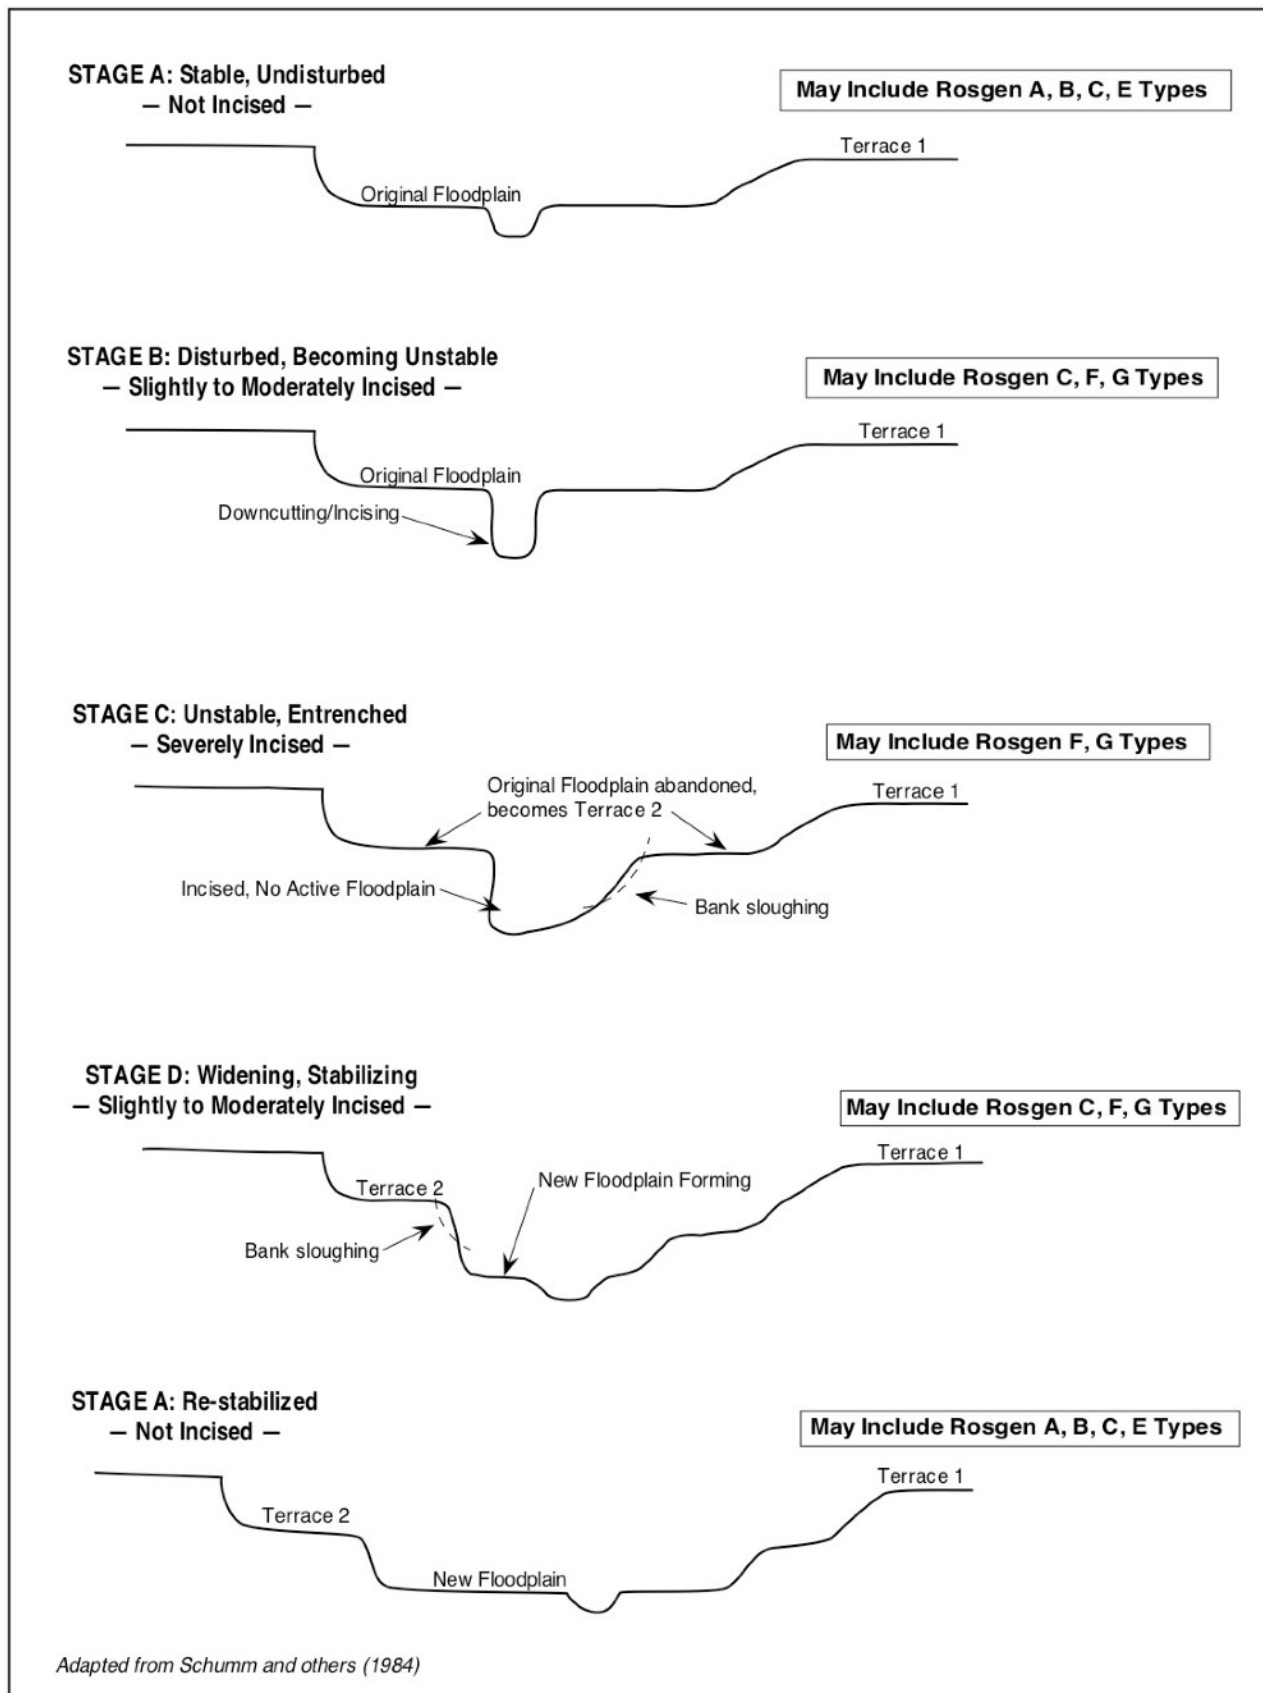 STAGE A: Stable, Undisturbed
— Not Incised —
May Include Rosgen A, B, C, E Types
Terrace 1
Original Floodplain
STAGE B: Disturbed, Becoming Unstable
— Slightly to Moderately Incised —
May Include Rosgen C, F, G Types
Terrace 1
Original Floodplain
Downcutting/Incising
STAGE C: Unstable, Entrenched
— Severely Incised —
May Include Rosgen F, G Types
Original Floodplain abandoned,
becomes Terrace 2
Terrace 1
Incised, No Active Floodplain
Bank sloughing
STAGE D: Widening, Stabilizing
— Slightly to Moderately Incised —
May Include Rosgen C, F, G Types
Terrace 1
Terrace 2
New Floodplain Forming
Bank sloughing
STAGE A: Re-stabilized
— Not Incised —
May Include Rosgen A, B, C, E Types
Terrace 1
Terrace 2
New Floodplain
Adapted from Schumm and others (1984)